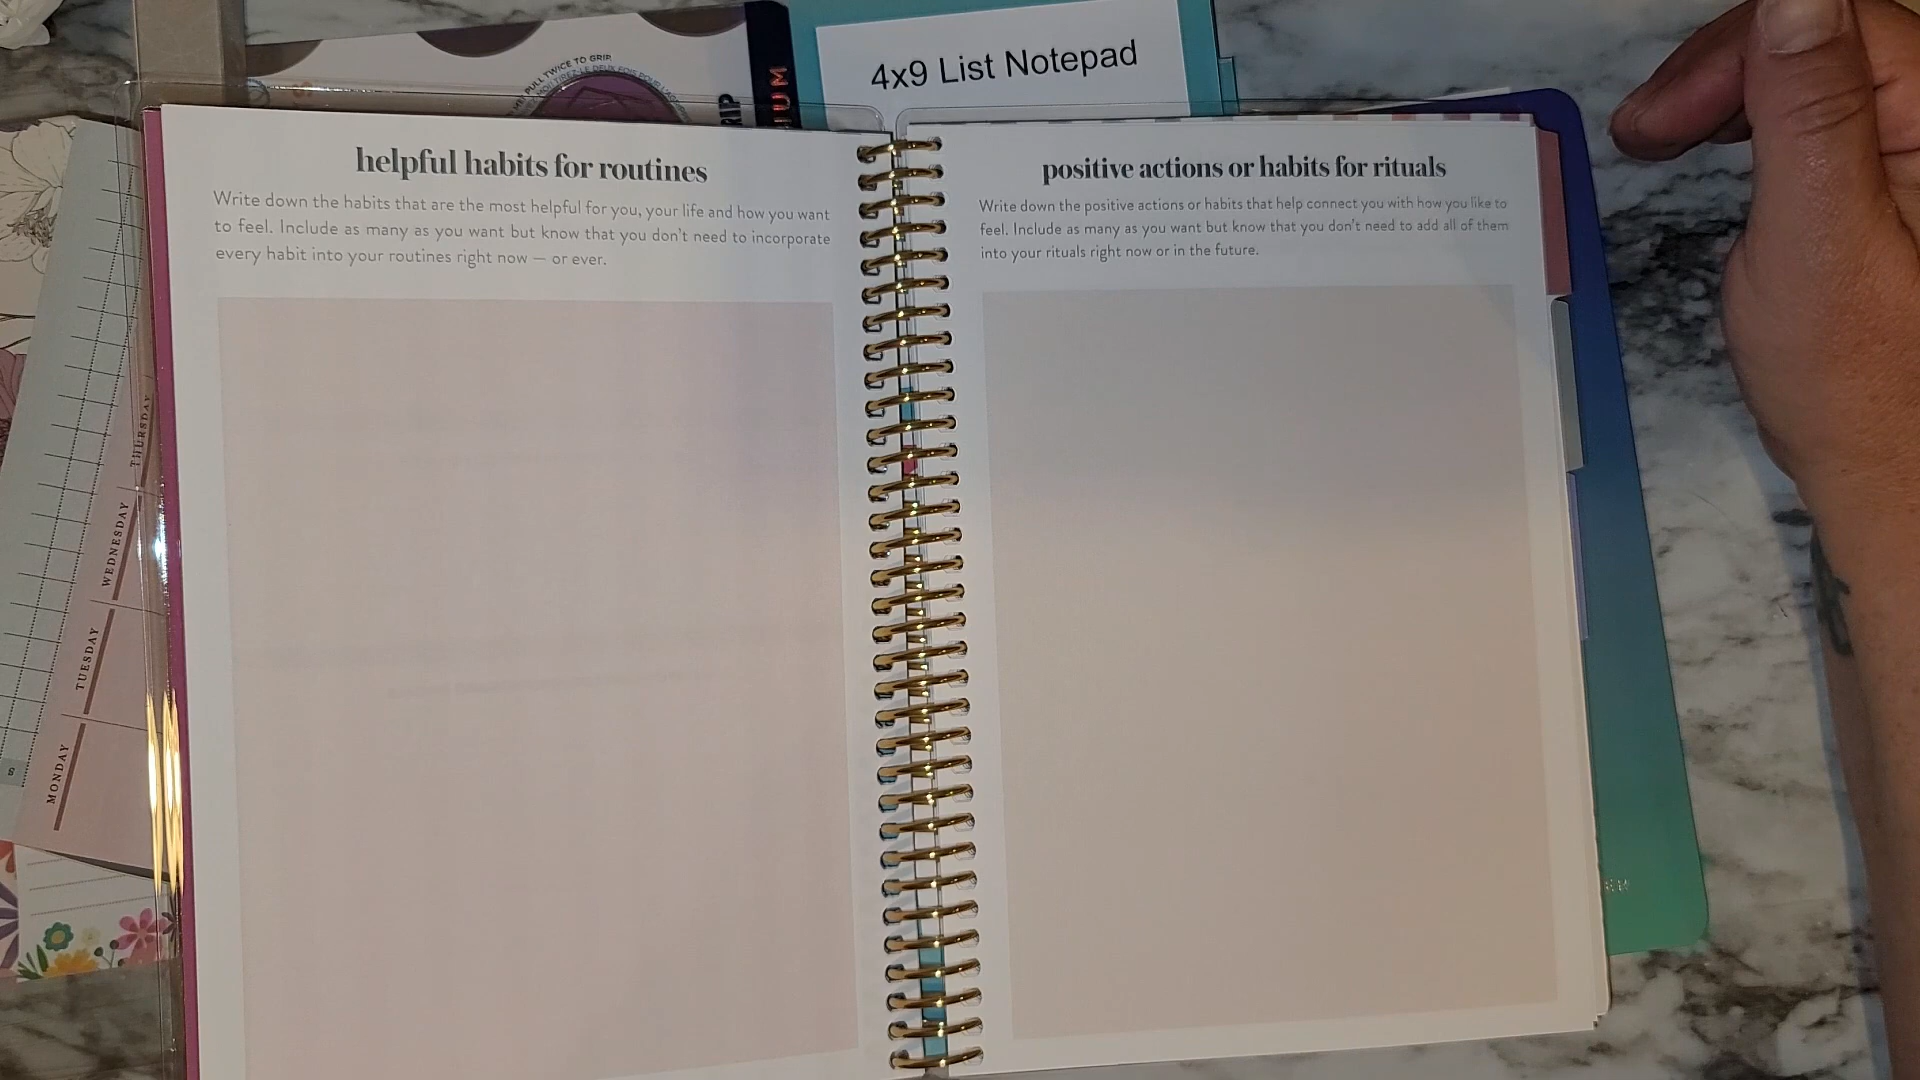 PULL TWICE TO GRIP
4x9 List Notepad
helpful habits for routines
Write down the habits that are the most helpful for you, your life and how you want
to feel. Include as many as you want but know that you don't need to incorporate
every habit into your routines right now — or ever.
positive actions or habits for rituals
Write down the positive actions or habits that help connect you with how you like to
feel. Include as many as you want but know that you don't need to add all of them
into your rituals right now or in the future.
THURSDAY
WEDNESDAY
TUESDAY
MONDAY